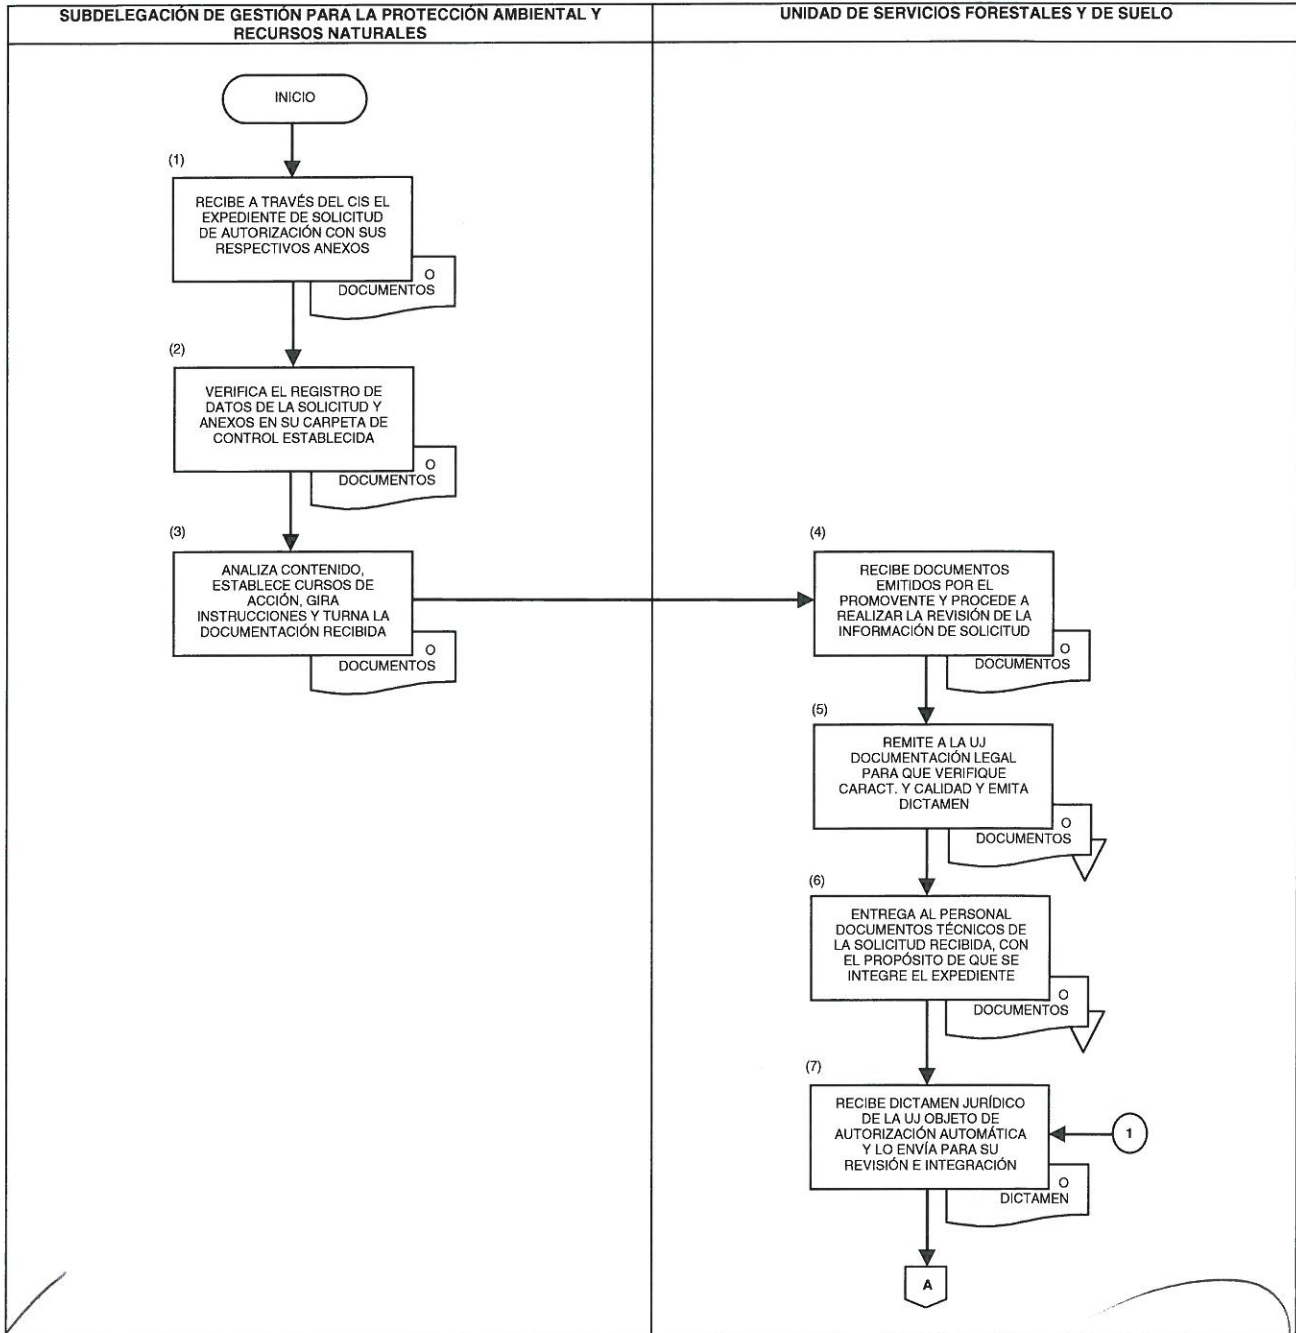 SUBDELEGACIÓN DE GESTIÓN PARA LA PROTECCIÓN AMBIENTAL Y
RECURSOS NATURALES
UNIDAD DE SERVICIOS FORESTALES Y DE SUELO
INICIO
(1)
RECIBE A TRAVÉS DEL CIS EL
EXPEDIENTE DE SOLICITUD
DE AUTORIZACIÓN CON SUS
RESPECTIVOS ANEXOS
O
DOCUMENTOS
(2)
VERIFICA EL REGISTRO DE
DATOS DE LA SOLICITUD Y
ANEXOS EN SU CARPETA DE
CONTROL ESTABLECIDA
O
DOCUMENTOS
(3)
ANALIZA CONTENIDO,
ESTABLECE CURSOS DE
ACCIÓN, GIRA
INSTRUCCIONES Y TURNA LA
DOCUMENTACIÓN RECIBIDA
O
DOCUMENTOS
(4)
RECIBE DOCUMENTOS
EMITIDOS POR EL
PROMOVENTE Y PROCEDE A
REALIZAR LA REVISIÓN DE LA
INFORMACIÓN DE SOLICITUD
O
DOCUMENTOS
(5)
REMITE A LA UJ
DOCUMENTACIÓN LEGAL
PARA QUE VERIFIQUE
CARACT. Y CALIDAD Y EMITA
DICTAMEN
O
DOCUMENTOS
(6)
ENTREGA AL PERSONAL
DOCUMENTOS TÉCNICOS DE
LA SOLICITUD RECIBIDA, CON
EL PROPÓSITO DE QUE SE
INTEGRE EL EXPEDIENTE
O
DOCUMENTOS
(7)
RECIBE DICTAMEN JURÍDICO
DE LA UJ OBJETO DE
AUTORIZACIÓN AUTOMÁTICA
Y LO ENVÍA PARA SU
REVISIÓN E INTEGRACIÓN
1
O
DICTAMEN
A